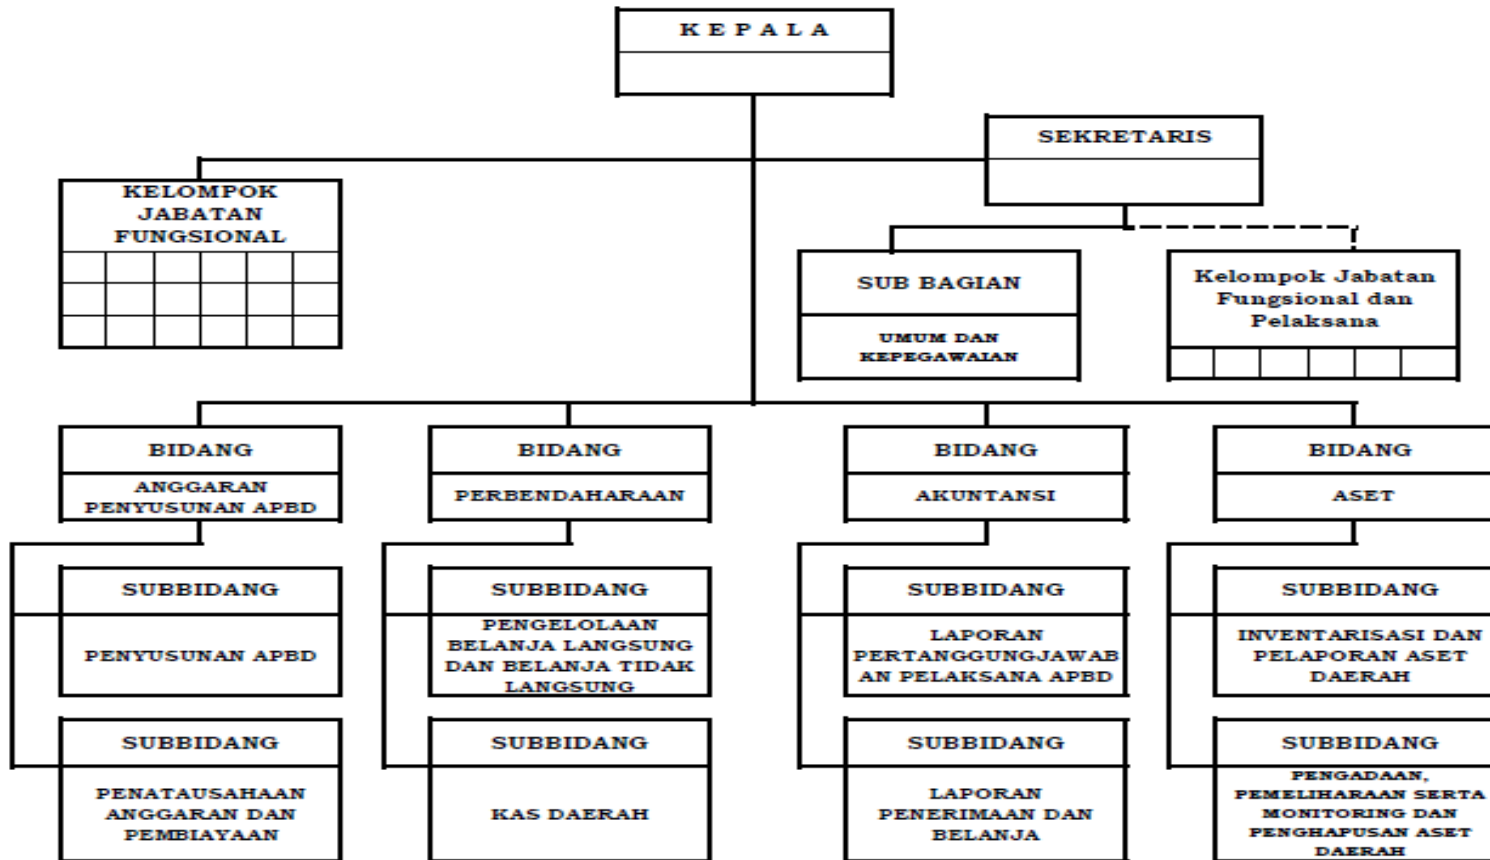 K E P A L A
SEKRETARIS
KELOMPOK
JABATAN
FUNGSIONAL
SUB BAGIAN
UMUM DAN
KEPEGAWAIAN
Kelompok Jabatan
Fungsional dan
Pelaksana
BIDANG
ANGGARAN
PENYUSUNAN APBD
BIDANG
PERBENDAHARAAN
BIDANG
AKUNTANSI
BIDANG
ASET
SUBBIDANG
PENYUSUNAN APBD
SUBBIDANG
PENGELOLAAN
BELANJA LANGSUNG
DAN BELANJA TIDAK
LANGSUNG
SUBBIDANG
LAPORAN
PERTANGGUNGJAWAB
AN PELAKSANA APBD
SUBBIDANG
INVENTARISASI DAN
PELAPORAN ASET
DAERAH
SUBBIDANG
PENATAUSAHAAN
ANGGARAN DAN
PEMBIAYAAN
SUBBIDANG
KAS DAERAH
SUBBIDANG
LAPORAN
PENERIMAAN DAN
BELANJA
SUBBIDANG
PENGADAAN,
PEMELIHARAAN SERTA
MONITORING DAN
PENGHAPUSAN ASET
DAERAH